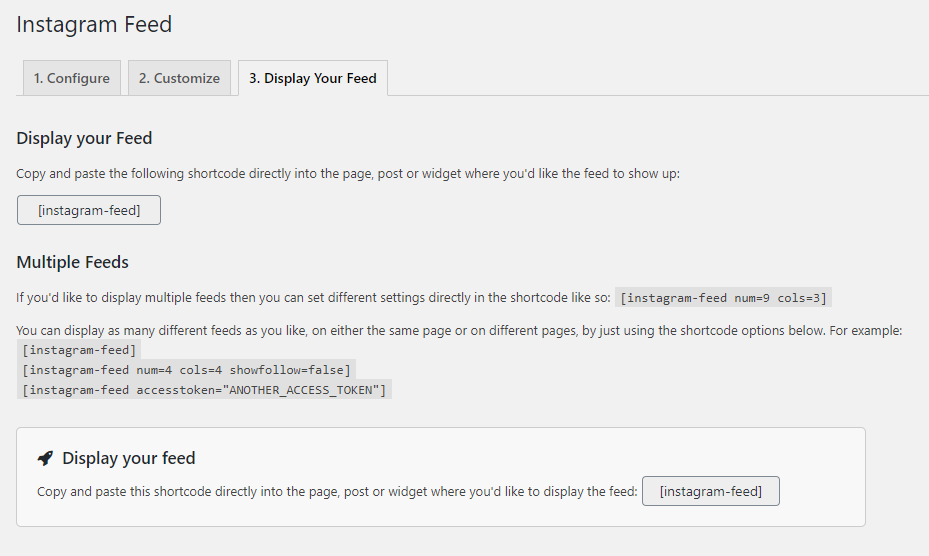 Instagram Feed
1. Configure
2. Customize
3. Display Your Feed
Display your Feed
Copy and paste the following shortcode directly into the page, post or widget where you'd like the feed to show up:
[instagram-feed]
Multiple Feeds
If you'd like to display multiple feeds then you can set different settings directly in the shortcode like so: [instagram-feed num=9 cols=3]
You can display as many different feeds as you like, on either the same page or on different pages, by just using the shortcode options below. For example:
[instagram-feed]
[instagram-feed num=4 cols=4 showfollow=false]
[instagram-feed accesstoken="ANOTHER_ACCESS_TOKEN"]
Display your feed
Copy and paste this shortcode directly into the page, post or widget where you'd like to display the feed: [instagram-feed]